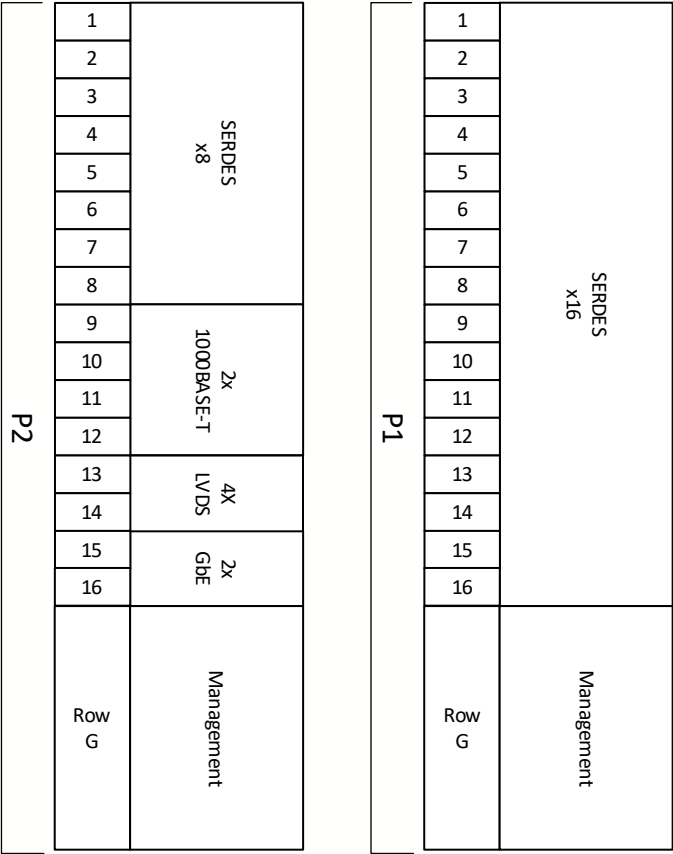 1
2
3
4
5
6
7
8
9
10
11
12
13
14
15
16
Row
G
SERDES
x8
2x
1000BASE-T
4X
LVDS
2x
GbE
Management
P2
1
2
3
4
5
6
7
8
9
10
11
12
13
14
15
16
Row
G
SERDES
x16
Management
P1